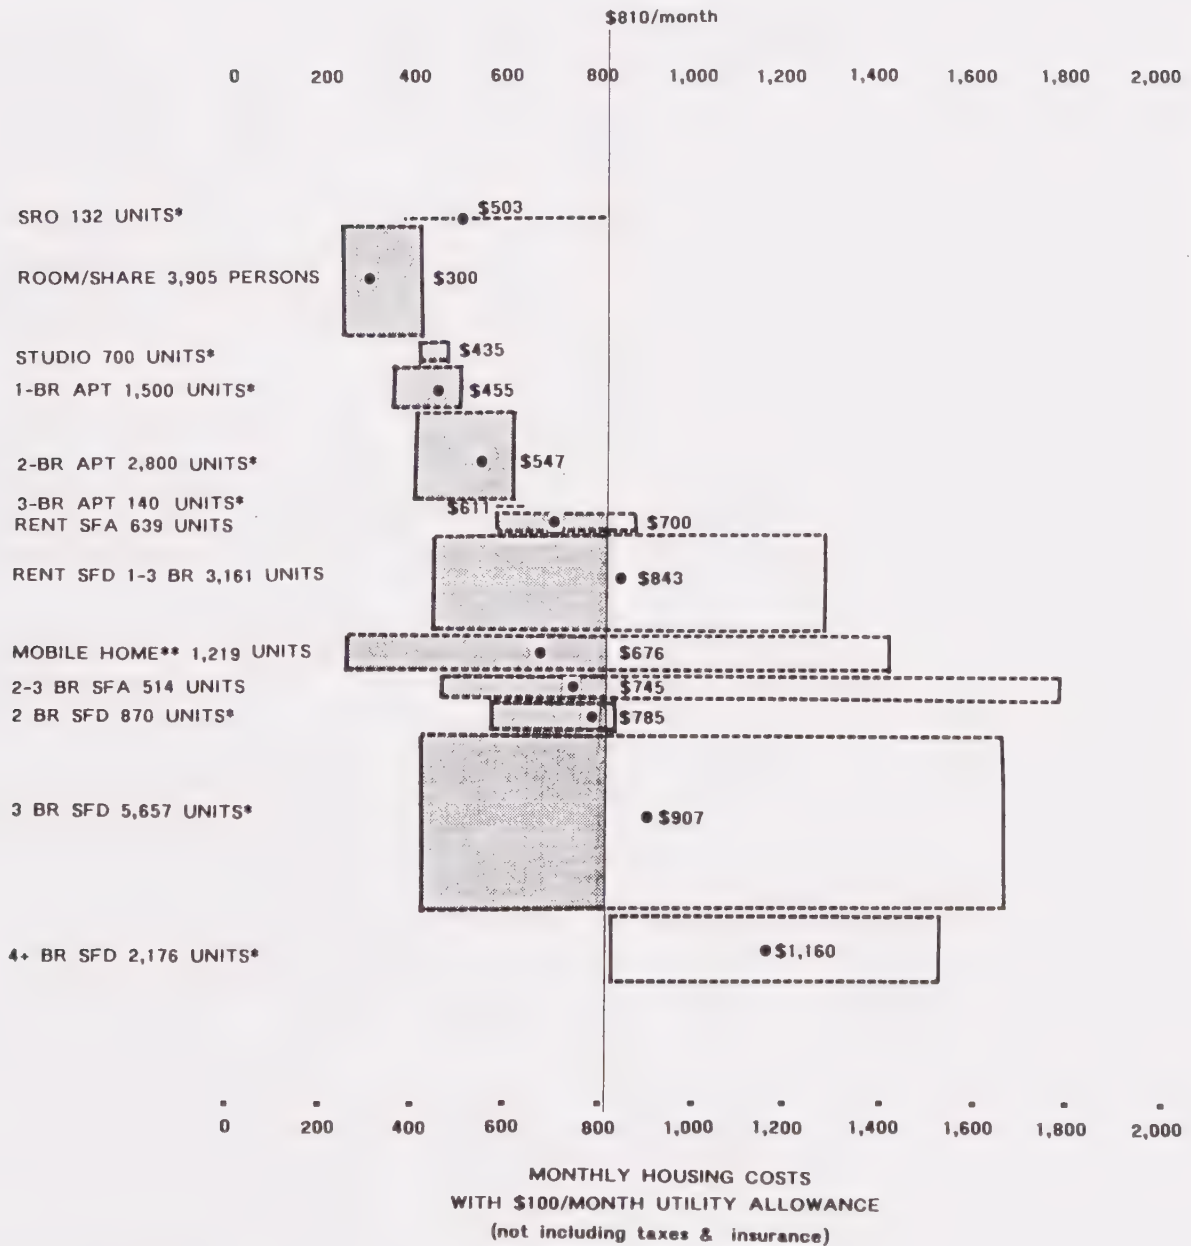 $810/month
0 200 400 600 800 1,000 1,200 1,400 1,600 1,800 2,000
SRO 132 UNITS* $503
ROOM/SHARE 3,905 PERSONS $300
STUDIO 700 UNITS* $435
1-BR APT 1,500 UNITS* $455
2-BR APT 2,800 UNITS* $547
3-BR APT 140 UNITS* $611
RENT SFA 639 UNITS $700
RENT SFD 1-3 BR 3,161 UNITS $843
MOBILE HOME** 1,219 UNITS $676
2-3 BR SFA 514 UNITS $745
2 BR SFD 870 UNITS* $785
3 BR SFD 5,657 UNITS* $907
4+ BR SFD 2,176 UNITS* $1,160
0 200 400 600 800 1,000 1,200 1,400 1,600 1,800 2,000
MONTHLY HOUSING COSTS
WITH $100/MONTH UTILITY ALLOWANCE
(not including taxes & insurance)